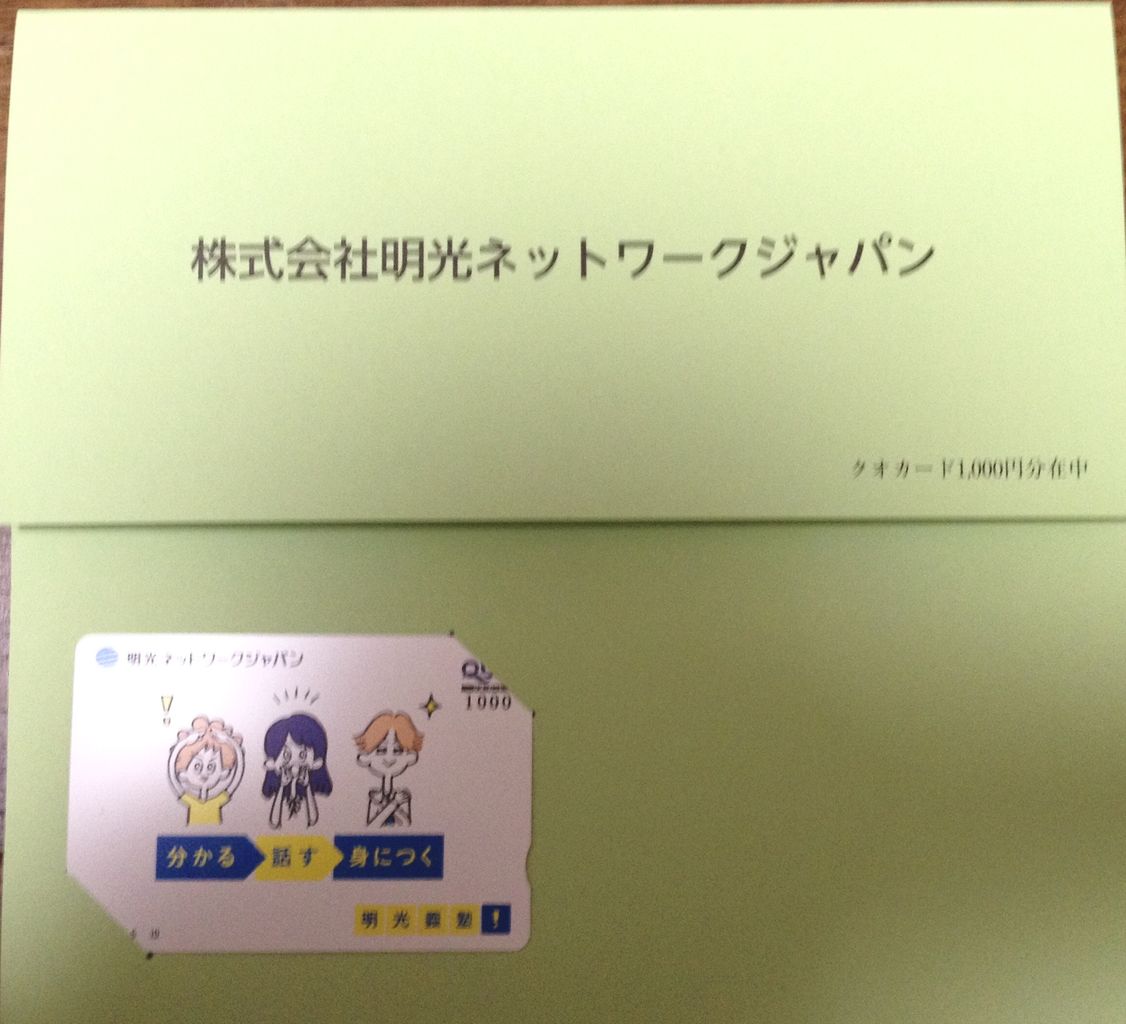 株式会社明光ネットワークジャパン
クオカード1,000円分在中
明光ネットワークジャパン
1000
分かる 話す 身につく
明光義塾!